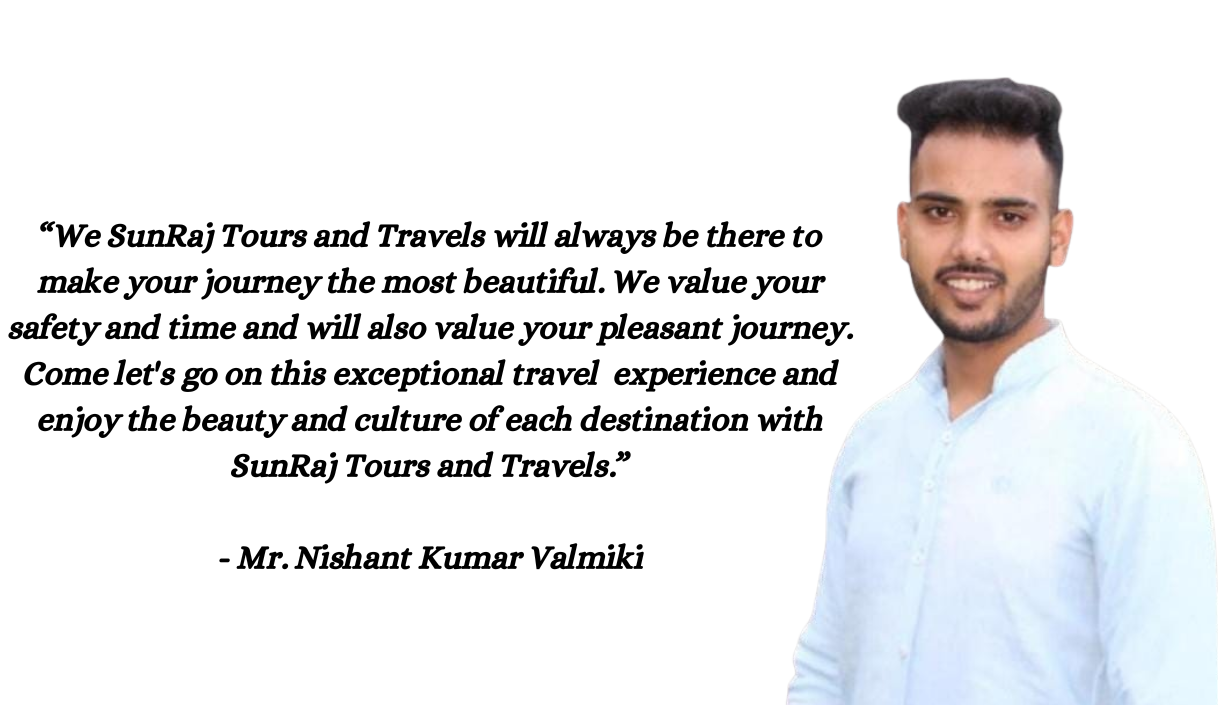 “We SunRaj Tours and Travels will always be there to
make your journey the most beautiful. We value your
safety and time and will also value your pleasant journey.
Come let's go on this exceptional travel  experience and
enjoy the beauty and culture of each destination with
SunRaj Tours and Travels.”
- Mr. Nishant Kumar Valmiki